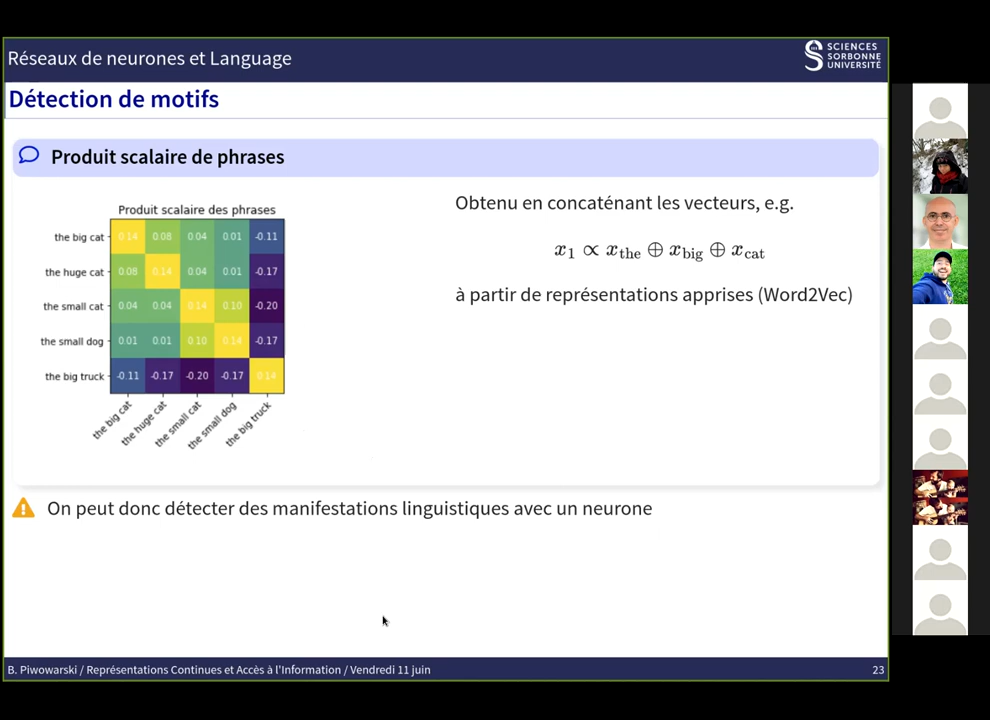 Réseaux de neurones et Language
SCIENCES
SORBONNE
UNIVERSITÉ
Détection de motifs
Produit scalaire de phrases
Produit scalaire des phrases
the big cat 0.14 0.08 0.04 0.01 -0.11
the huge cat 0.08 0.14 0.04 0.01 -0.17
the small cat 0.04 0.04 0.14 0.10 -0.20
the small dog 0.01 0.01 0.10 0.14 -0.17
the big truck -0.11 -0.17 -0.20 -0.17 0.14
the big cat
the huge cat
the small cat
the small dog
the big truck
Obtenu en concaténant les vecteurs, e.g.
x₁ ∝ x_the ⊕ x_big ⊕ x_cat
à partir de représentations apprises (Word2Vec)
On peut donc détecter des manifestations linguistiques avec un neurone
B. Piwowarski / Représentations Continues et Accès à l'Information / Vendredi 11 juin
23